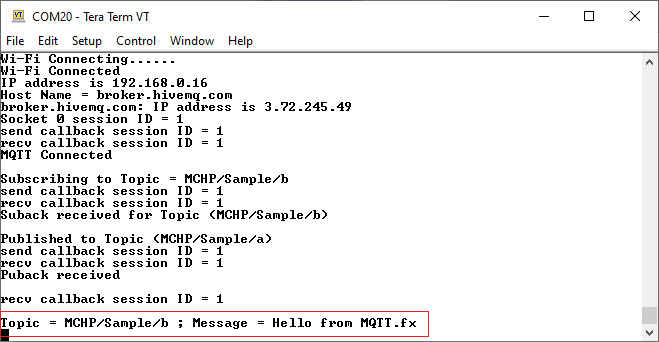 COM20 - Tera Term VT
File Edit Setup Control Window Help
Wi-Fi Connecting......
Wi-Fi Connected
IP address is 192.168.0.16
Host Name = broker.hivemq.com
broker.hivemq.com: IP address is 3.72.245.49
Socket 0 session ID = 1
send callback session ID = 1
recv callback session ID = 1
MQTT Connected
Subscribing to Topic = MCHP/Sample/b
send callback session ID = 1
recv callback session ID = 1
Suback received for Topic (MCHP/Sample/b)
Published to Topic (MCHP/Sample/a)
send callback session ID = 1
recv callback session ID = 1
Puback received
recv callback session ID = 1
Topic = MCHP/Sample/b ; Message = Hello from MQTT.fx